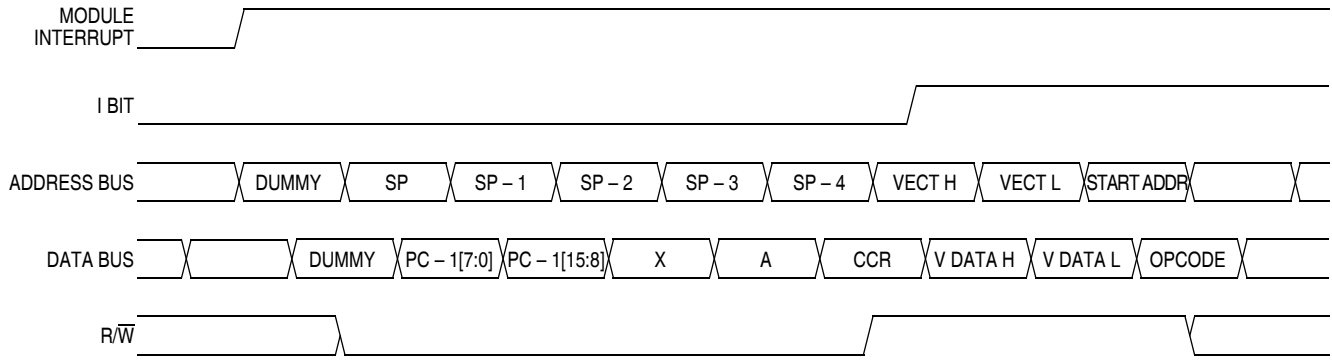 MODULE
INTERRUPT
I BIT
ADDRESS BUS DUMMY SP SP – 1 SP – 2 SP – 3 SP – 4 VECT H VECT L START ADDR
DATA BUS DUMMY PC – 1[7:0] PC – 1[15:8] X A CCR V DATA H V DATA L OPCODE
R/W̅